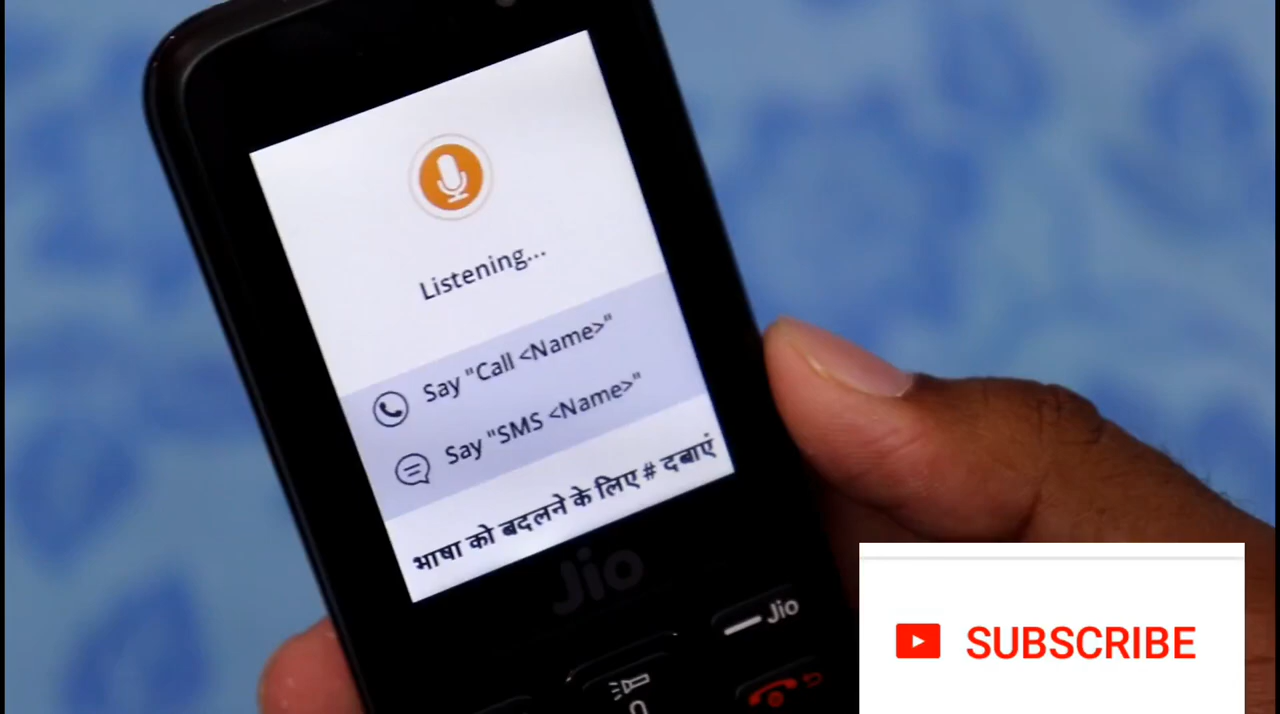 Listening...
Say "Call <Name>"
Say "SMS <Name>"
भाषा को बदलने के लिए # दबाएं
Jio
Jio
SUBSCRIBE